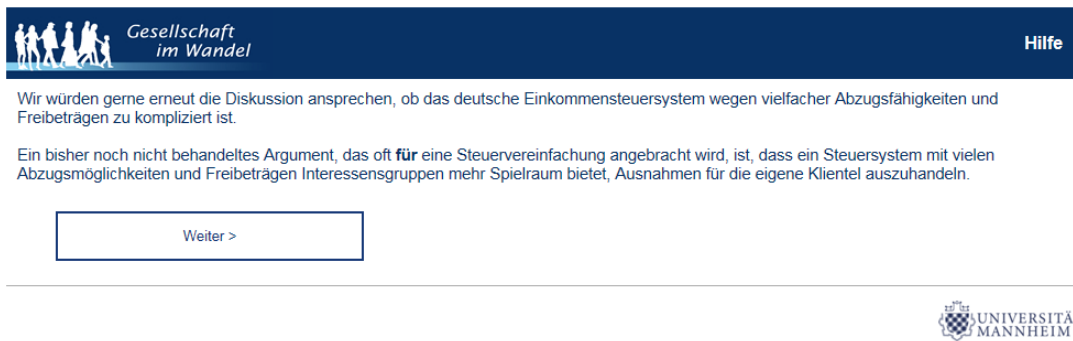 Gesellschaft
im Wandel
Hilfe
Wir würden gerne erneut die Diskussion ansprechen, ob das deutsche Einkommensteuersystem wegen vielfacher Abzugsfähigkeiten und
Freibeträgen zu kompliziert ist.
Ein bisher noch nicht behandeltes Argument, das oft für eine Steuervereinfachung angebracht wird, ist, dass ein Steuersystem mit vielen
Abzugsmöglichkeiten und Freibeträgen Interessensgruppen mehr Spielraum bietet, Ausnahmen für die eigene Klientel auszuhandeln.
Weiter >
UNIVERSITÄ
MANNHEIM